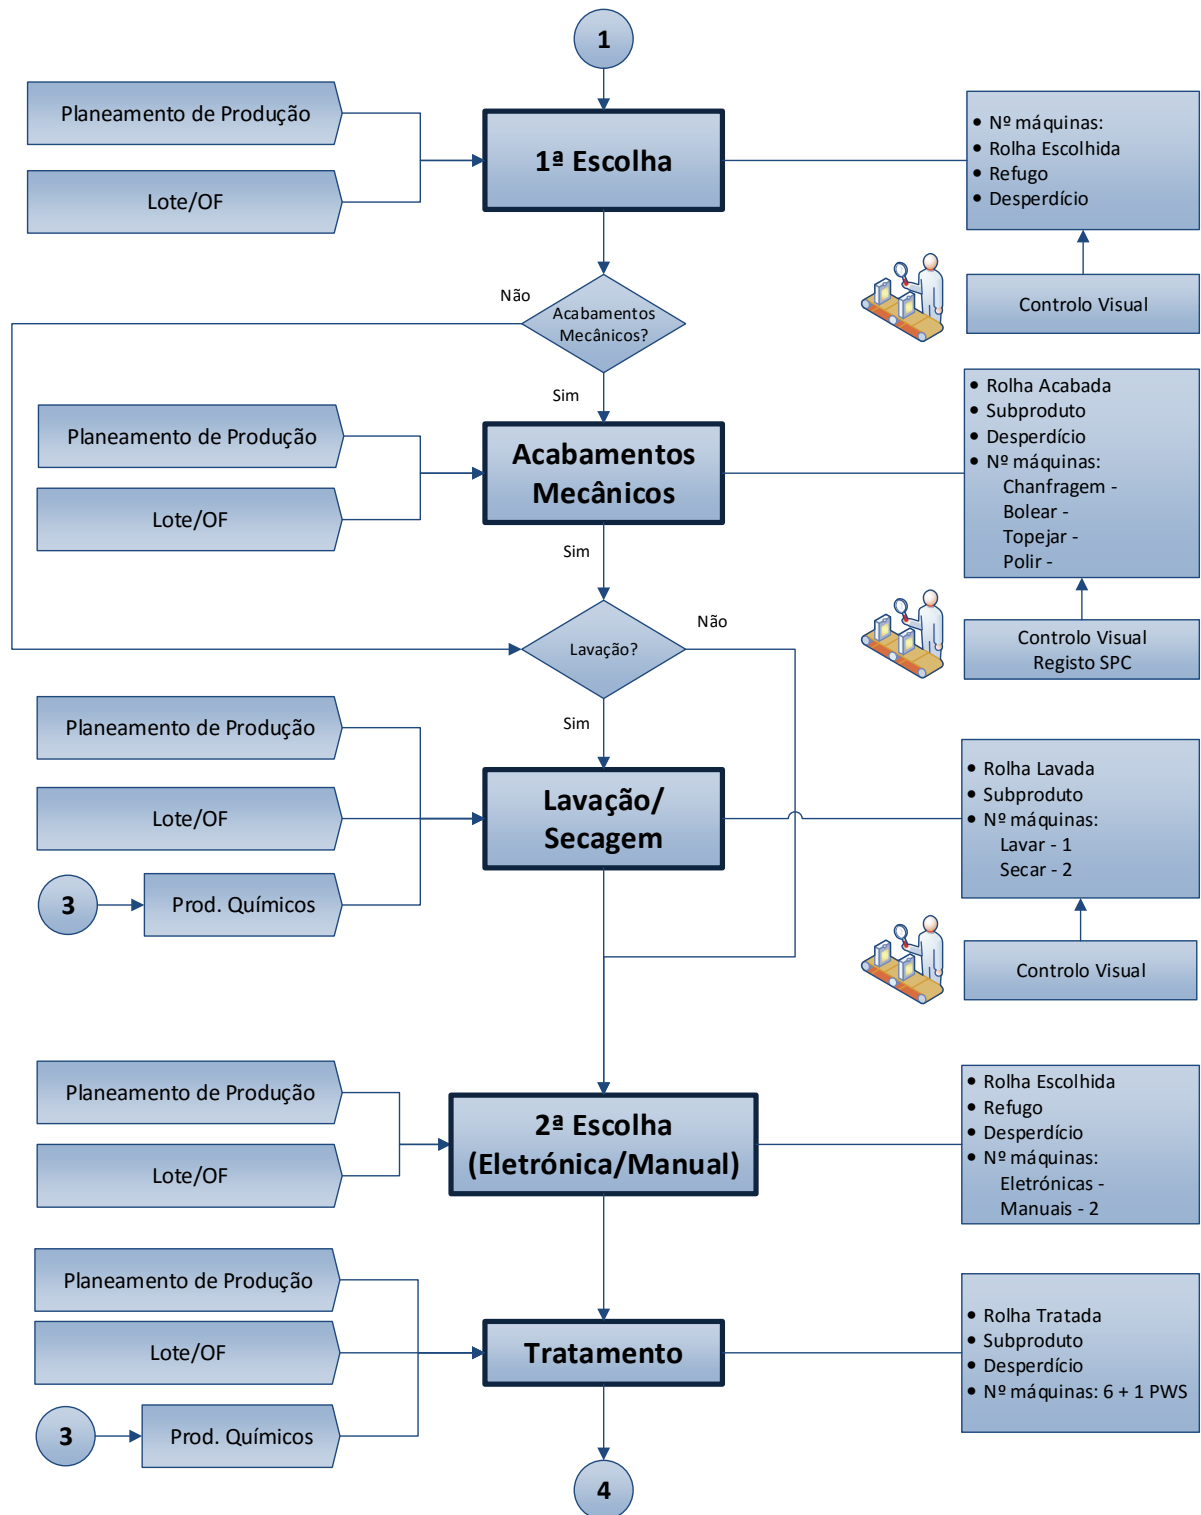 1
Planeamento de Produção
Lote/OF
1ª Escolha
• Nº máquinas:
• Rolha Escolhida
• Refugo
• Desperdício
Controlo Visual
Não
Acabamentos
Mecânicos?
Sim
Planeamento de Produção
Lote/OF
Acabamentos
Mecânicos
• Rolha Acabada
• Subproduto
• Desperdício
• Nº máquinas:
Chanfragem -
Bolear -
Topejar -
Polir -
Controlo Visual
Registo SPC
Sim
Lavação?
Não
Sim
Planeamento de Produção
Lote/OF
3
Prod. Químicos
Lavação/
Secagem
• Rolha Lavada
• Subproduto
• Nº máquinas:
Lavar - 1
Secar - 2
Controlo Visual
Planeamento de Produção
Lote/OF
2ª Escolha
(Eletrónica/Manual)
• Rolha Escolhida
• Refugo
• Desperdício
• Nº máquinas:
Eletrónicas -
Manuais - 2
Planeamento de Produção
Lote/OF
3
Prod. Químicos
Tratamento
• Rolha Tratada
• Subproduto
• Desperdício
• Nº máquinas: 6 + 1 PWS
4